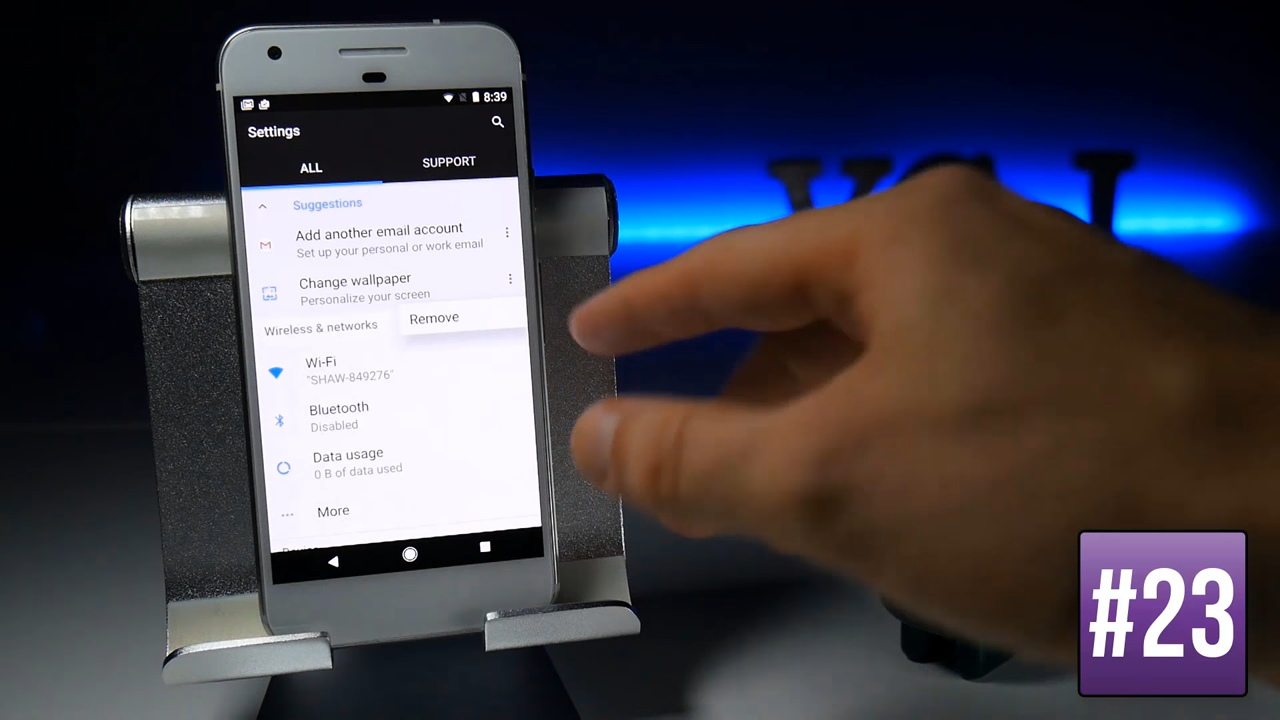 8:39
Settings
ALL
SUPPORT
Suggestions
Add another email account
Set up your personal or work email
Change wallpaper
Personalize your screen
Remove
Wireless & networks
Wi-Fi
"SHAW-849276"
Bluetooth
Disabled
Data usage
0 B of data used
More
#23